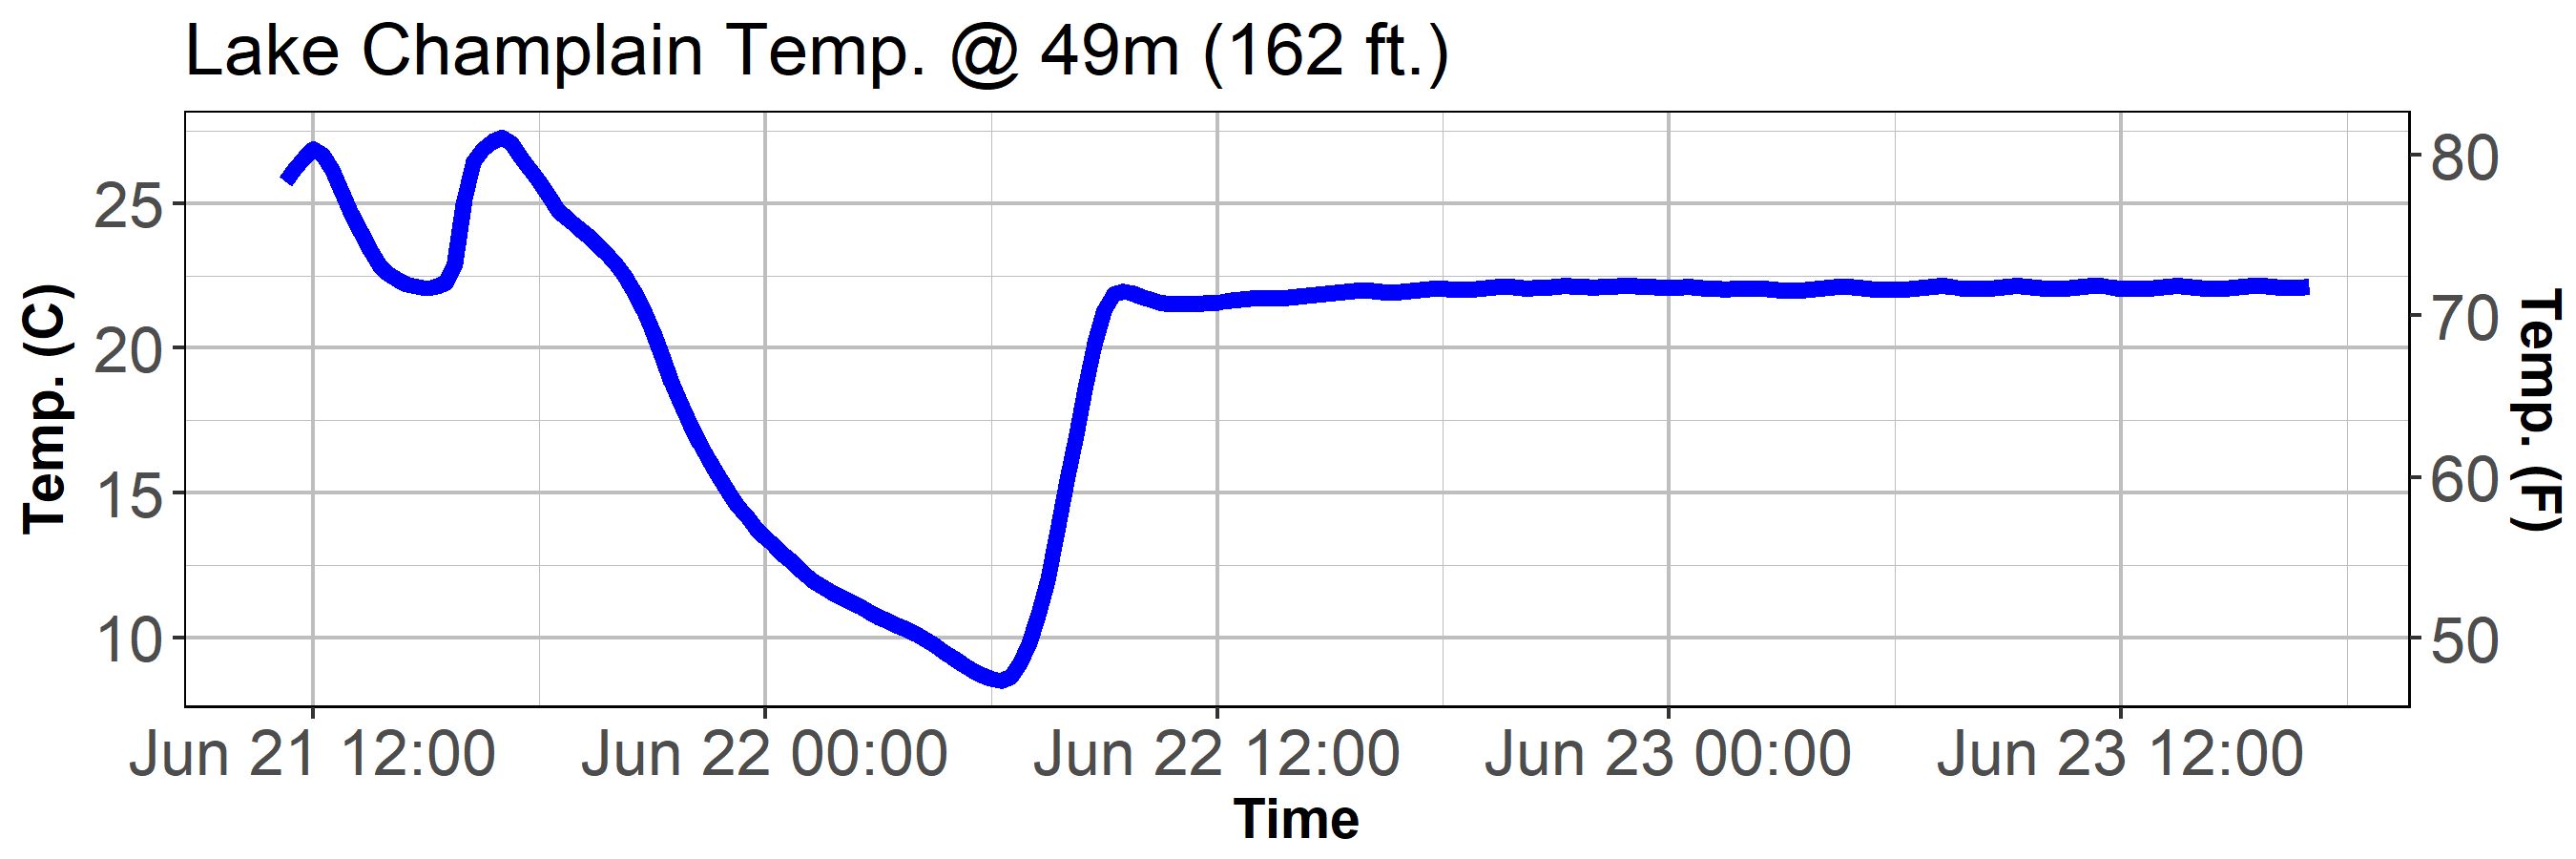 Lake Champlain Temp. @ 49m (162 ft.)
Temp. (C)
25
20
15
10
80
70
60
50
Temp. (F)
Jun 21 12:00
Jun 22 00:00
Jun 22 12:00
Jun 23 00:00
Jun 23 12:00
Time